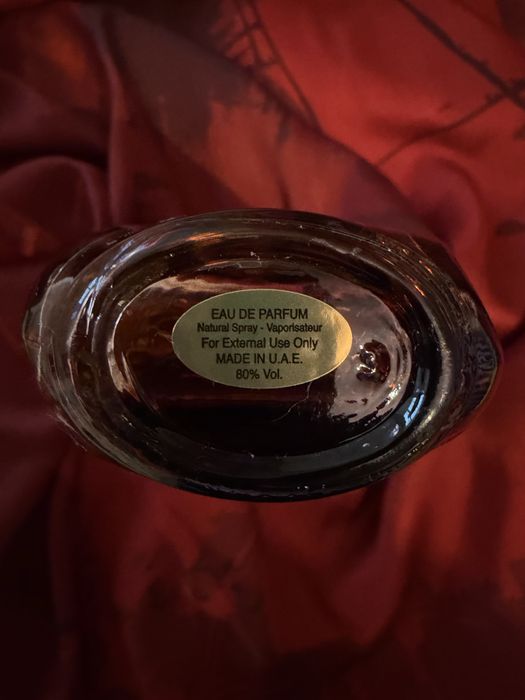 EAU DE PARFUM
Natural Spray - Vaporisateur
For External Use Only
MADE IN U.A.E.
80% Vol.